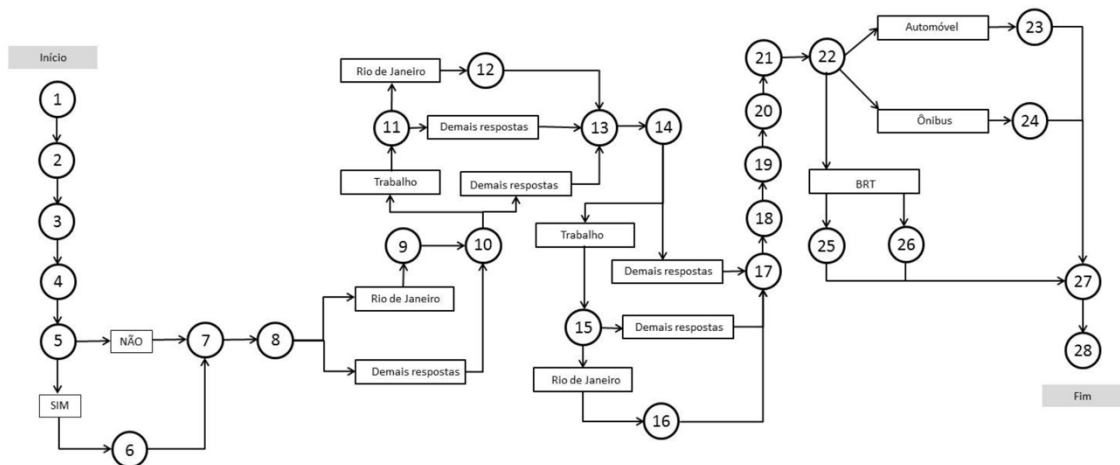 Início
1
2
3
4
5
NÃO
SIM
6
7
8
Rio de Janeiro
Demais respostas
9
10
Trabalho
Demais respostas
11
Rio de Janeiro
Demais respostas
12
13
14
Trabalho
Demais respostas
15
Demais respostas
Rio de Janeiro
16
17
18
19
20
21
22
Automóvel
23
Ônibus
24
BRT
25
26
27
28
Fim